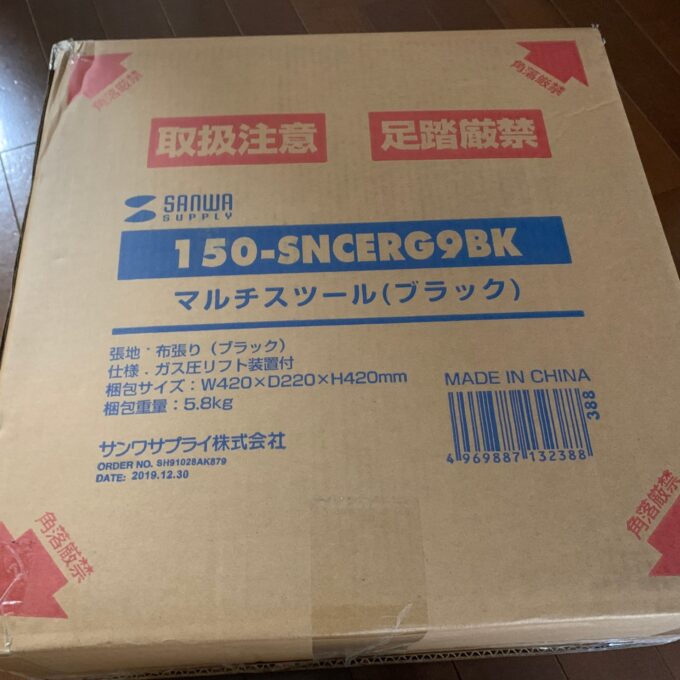 角落厳禁
角落厳禁
取扱注意
足踏厳禁
SANWA
SUPPLY
150-SNCERG9BK
マルチスツール(ブラック)
張地:布張り(ブラック)
仕様.ガス圧リフト装置付
梱包サイズ:W420×D220×H420mm
梱包重量:5.8kg
サンワサプライ株式会社
ORDER NO. SH91028AK879
DATE: 2019.12.30
MADE IN CHINA
388
4 969887 132388
角落厳禁
角落厳禁